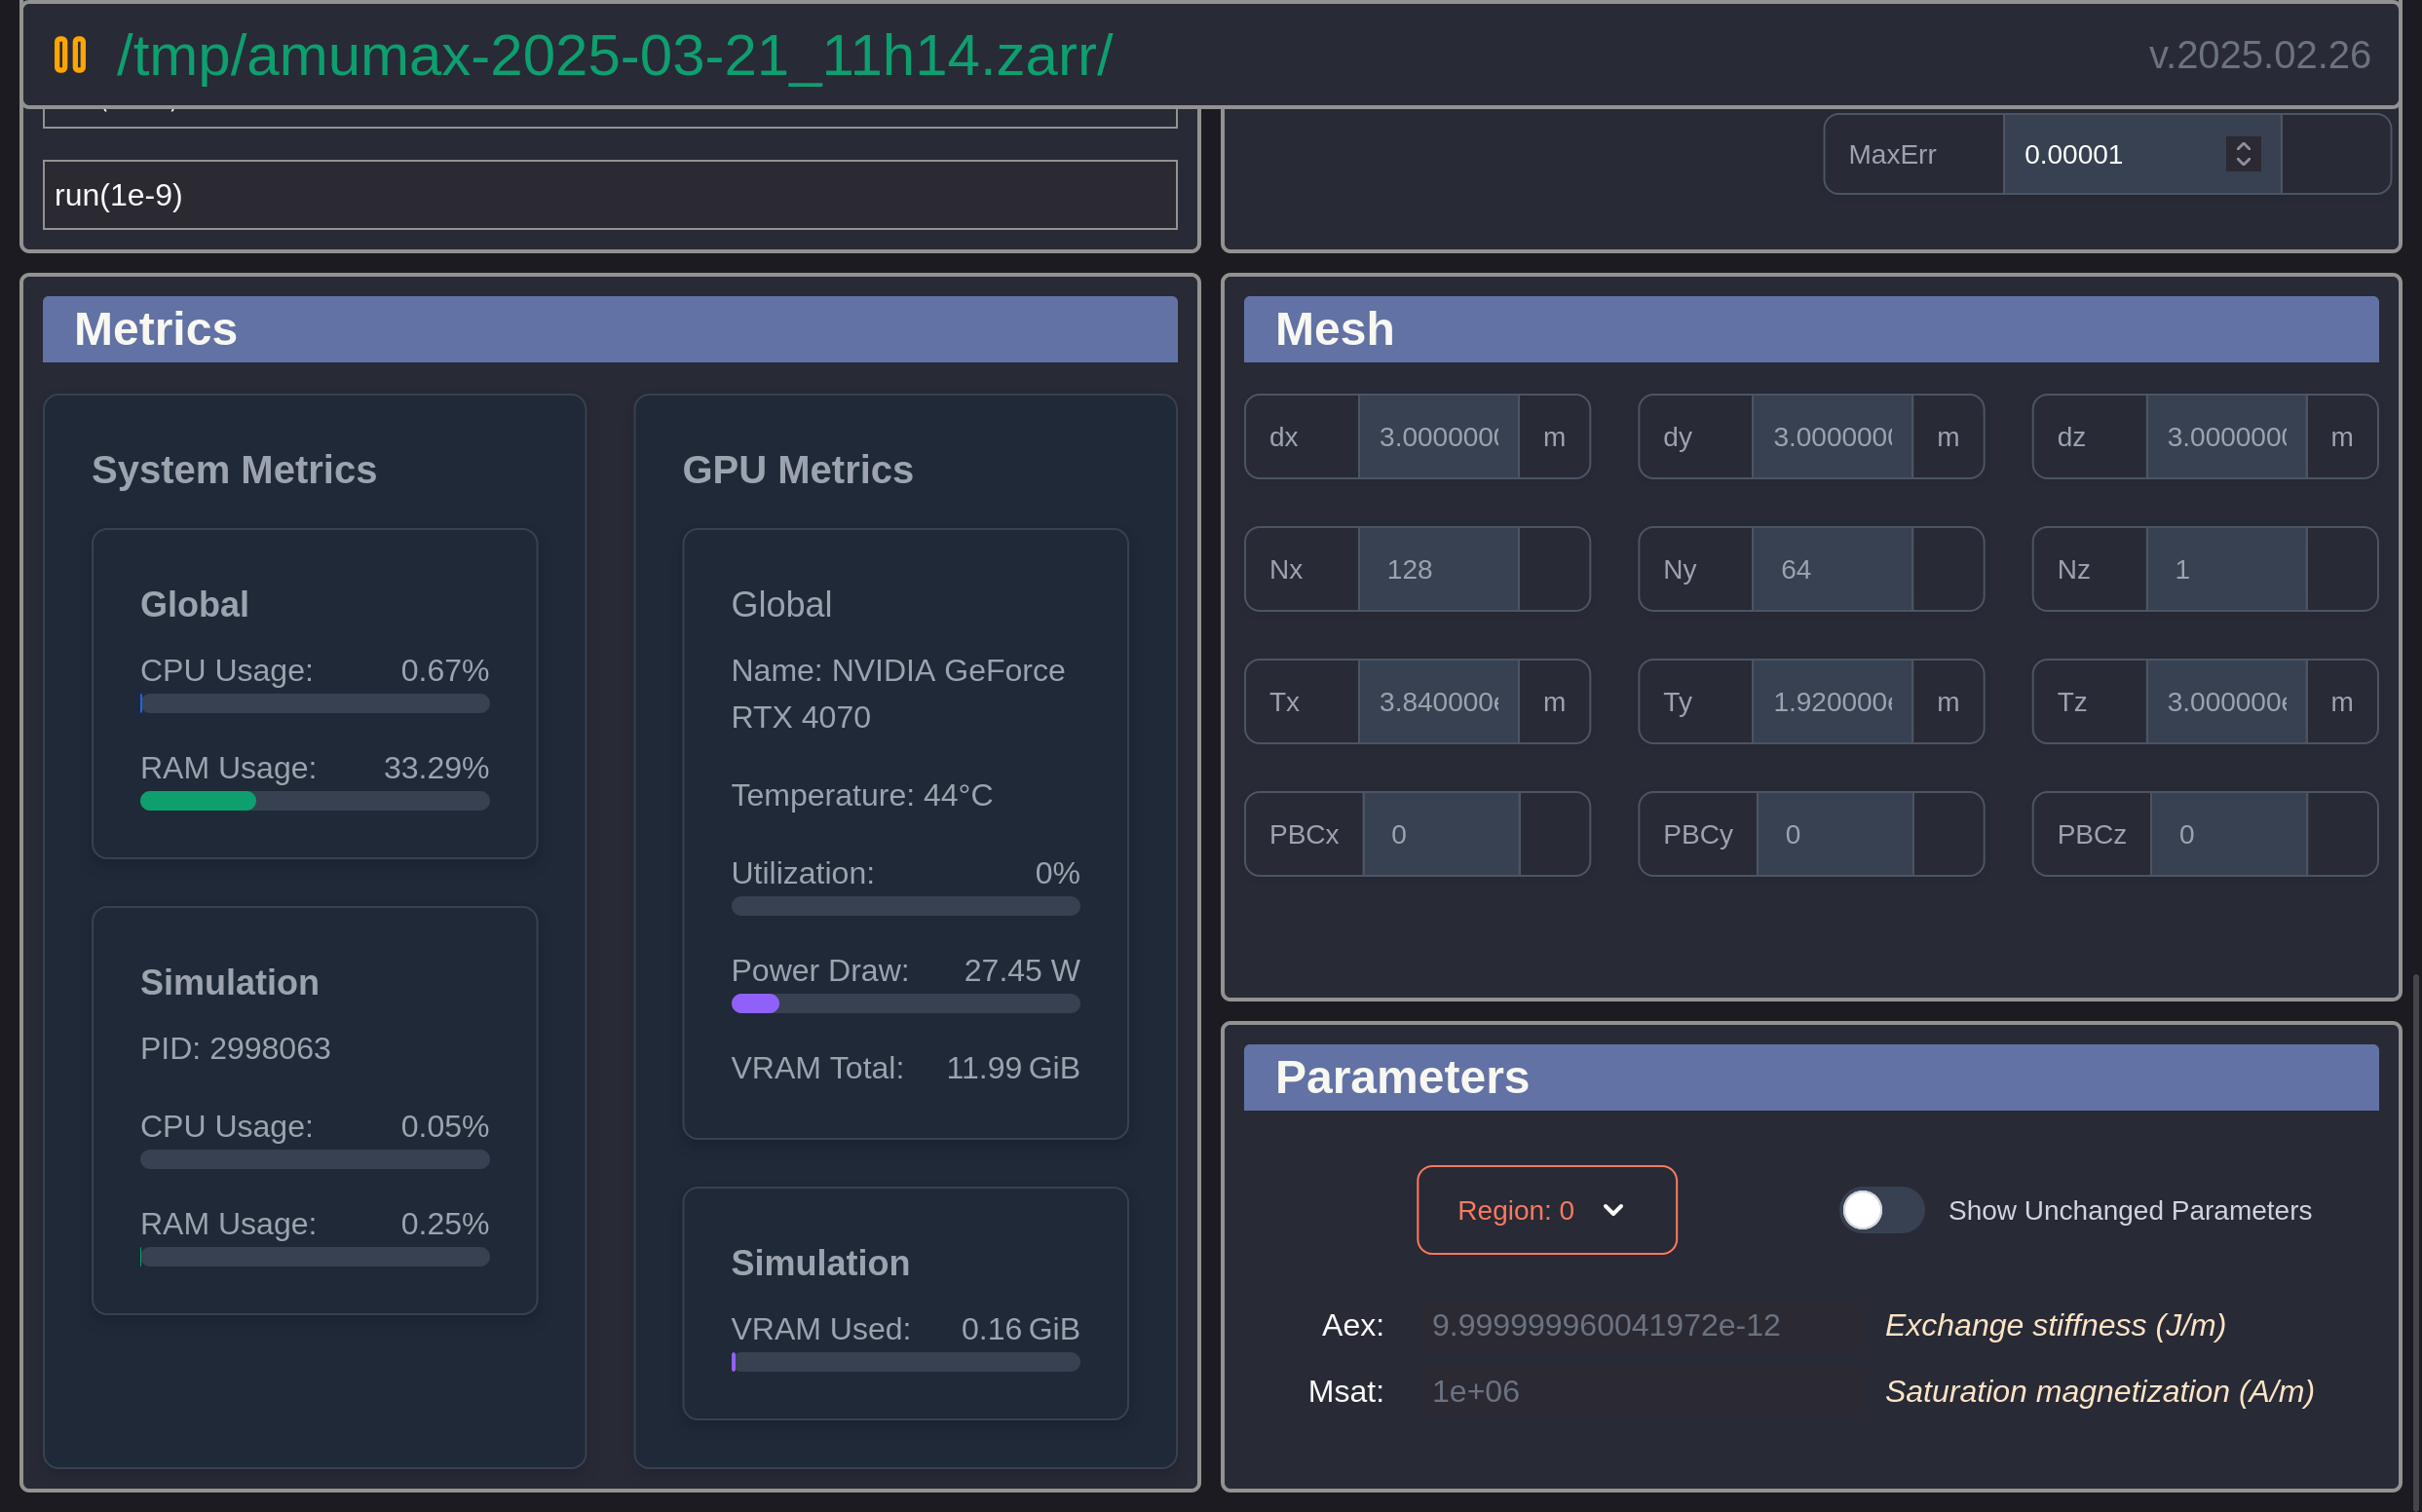 /tmp/amumax-2025-03-21_11h14.zarr/
v.2025.02.26
run(1e-9)
MaxErr 0.00001
Metrics
System Metrics
Global
CPU Usage: 0.67%
RAM Usage: 33.29%
Simulation
PID: 2998063
CPU Usage: 0.05%
RAM Usage: 0.25%
GPU Metrics
Global
Name: NVIDIA GeForce
RTX 4070
Temperature: 44°C
Utilization: 0%
Power Draw: 27.45 W
VRAM Total: 11.99 GiB
Simulation
VRAM Used: 0.16 GiB
Mesh
dx 3.0000000 m dy 3.0000000 m dz 3.0000000 m
Nx 128 Ny 64 Nz 1
Tx 3.840000e m Ty 1.920000e m Tz 3.000000e m
PBCx 0 PBCy 0 PBCz 0
Parameters
Region: 0
Show Unchanged Parameters
Aex: 9.999999960041972e-12 Exchange stiffness (J/m)
Msat: 1e+06 Saturation magnetization (A/m)